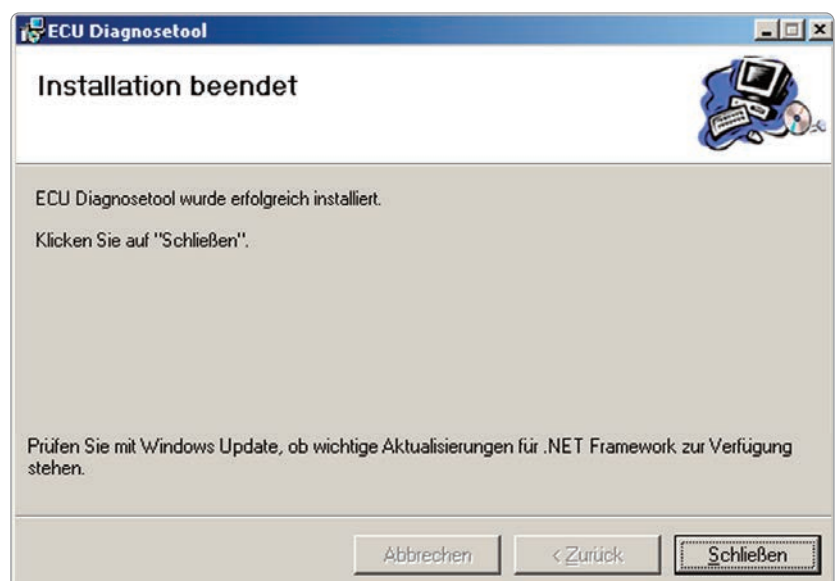 ECU Diagnosetool
Installation beendet
ECU Diagnosetool wurde erfolgreich installiert.
Klicken Sie auf "Schließen".
Prüfen Sie mit Windows Update, ob wichtige Aktualisierungen für .NET Framework zur Verfügung
stehen.
Abbrechen
< Zurück
Schließen